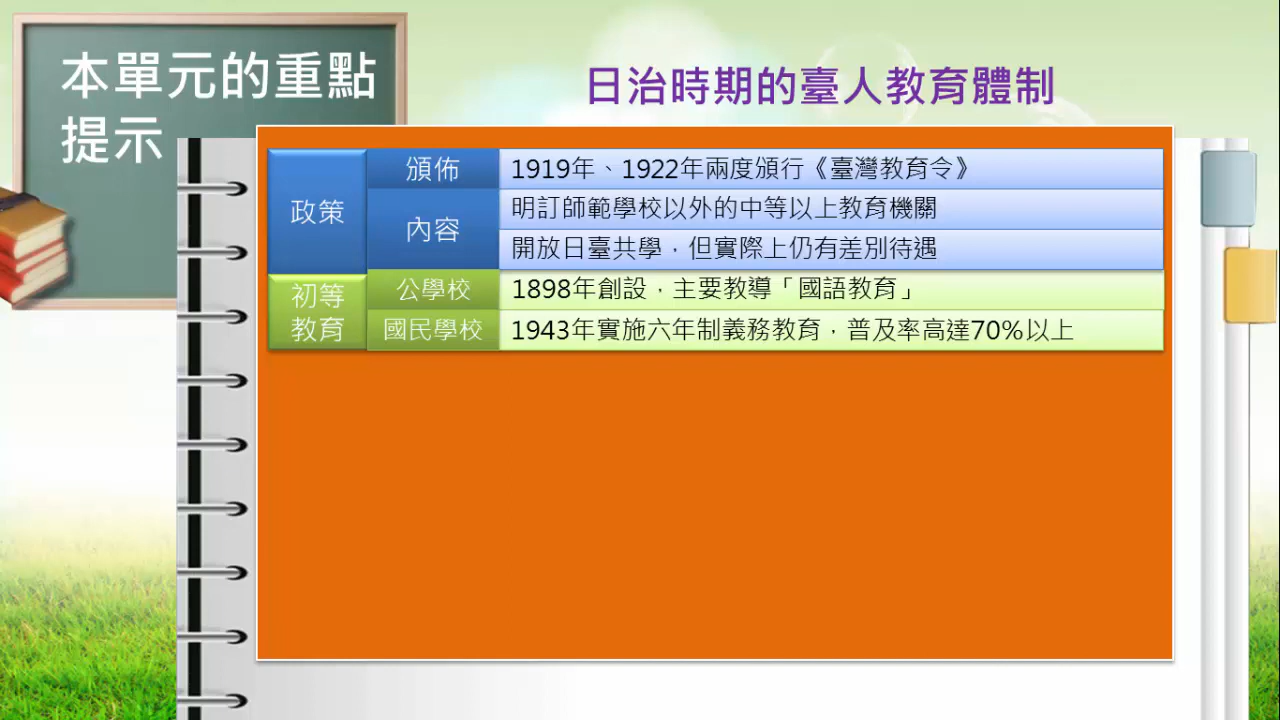 本單元的重點
提示
日治時期的臺人教育體制
政策
頒佈
1919年、1922年兩度頒行《臺灣教育令》
內容
明訂師範學校以外的中等以上教育機關
開放日臺共學，但實際上仍有差別待遇
初等
教育
公學校
1898年創設，主要教導「國語教育」
國民學校
1943年實施六年制義務教育，普及率高達70%以上